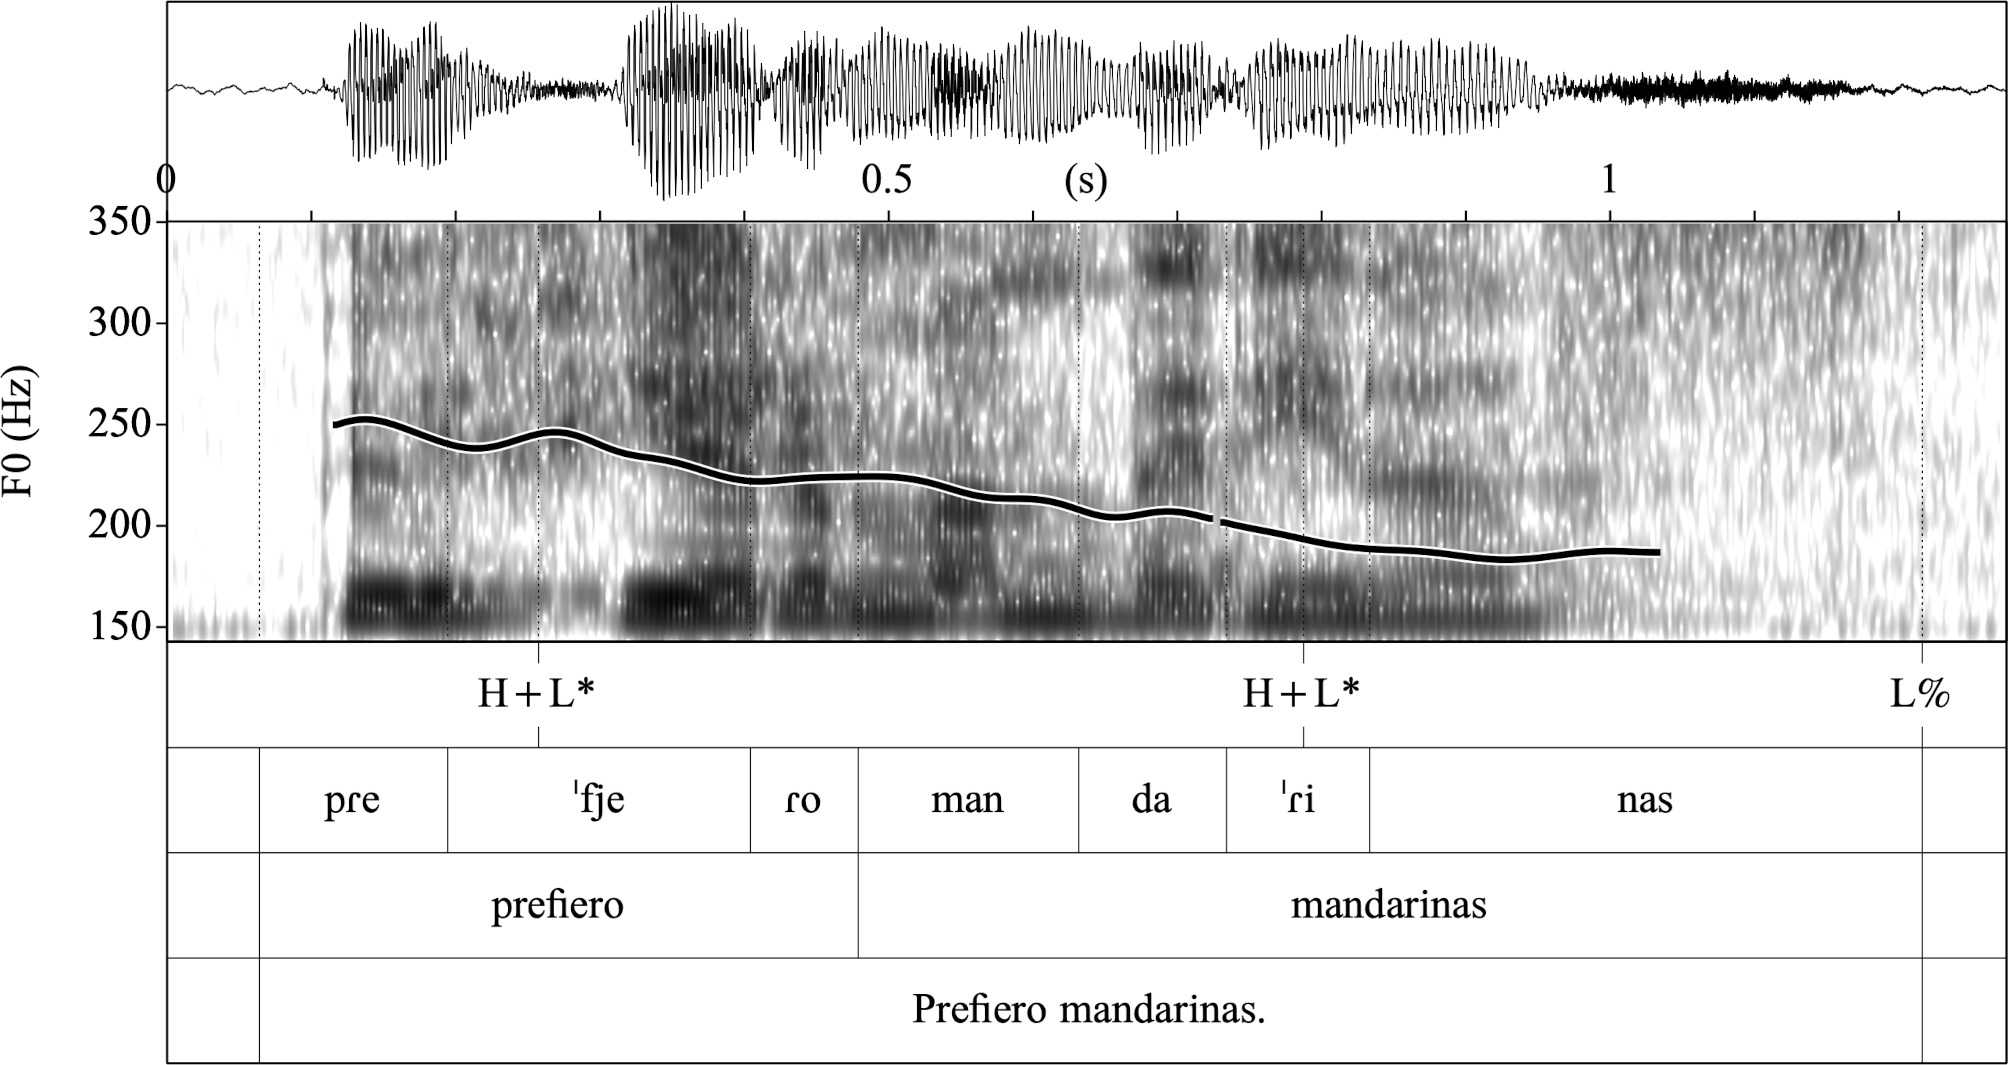 0 0.5 (s) 1
350
300
250
200
150
F0 (Hz)
H+L* H+L* L%
pɾe ˈfje ɾo man da ˈɾi nas
prefiero mandarinas
Prefiero mandarinas.